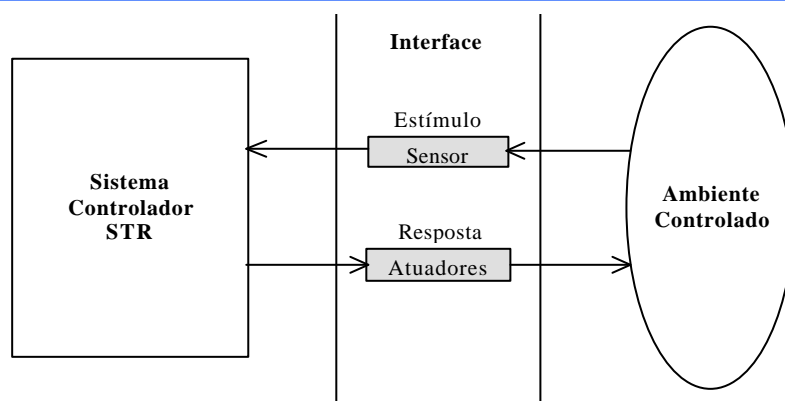 Interface
Estímulo
Sensor
Sistema
Controlador
STR
Ambiente
Controlado
Resposta
Atuadores